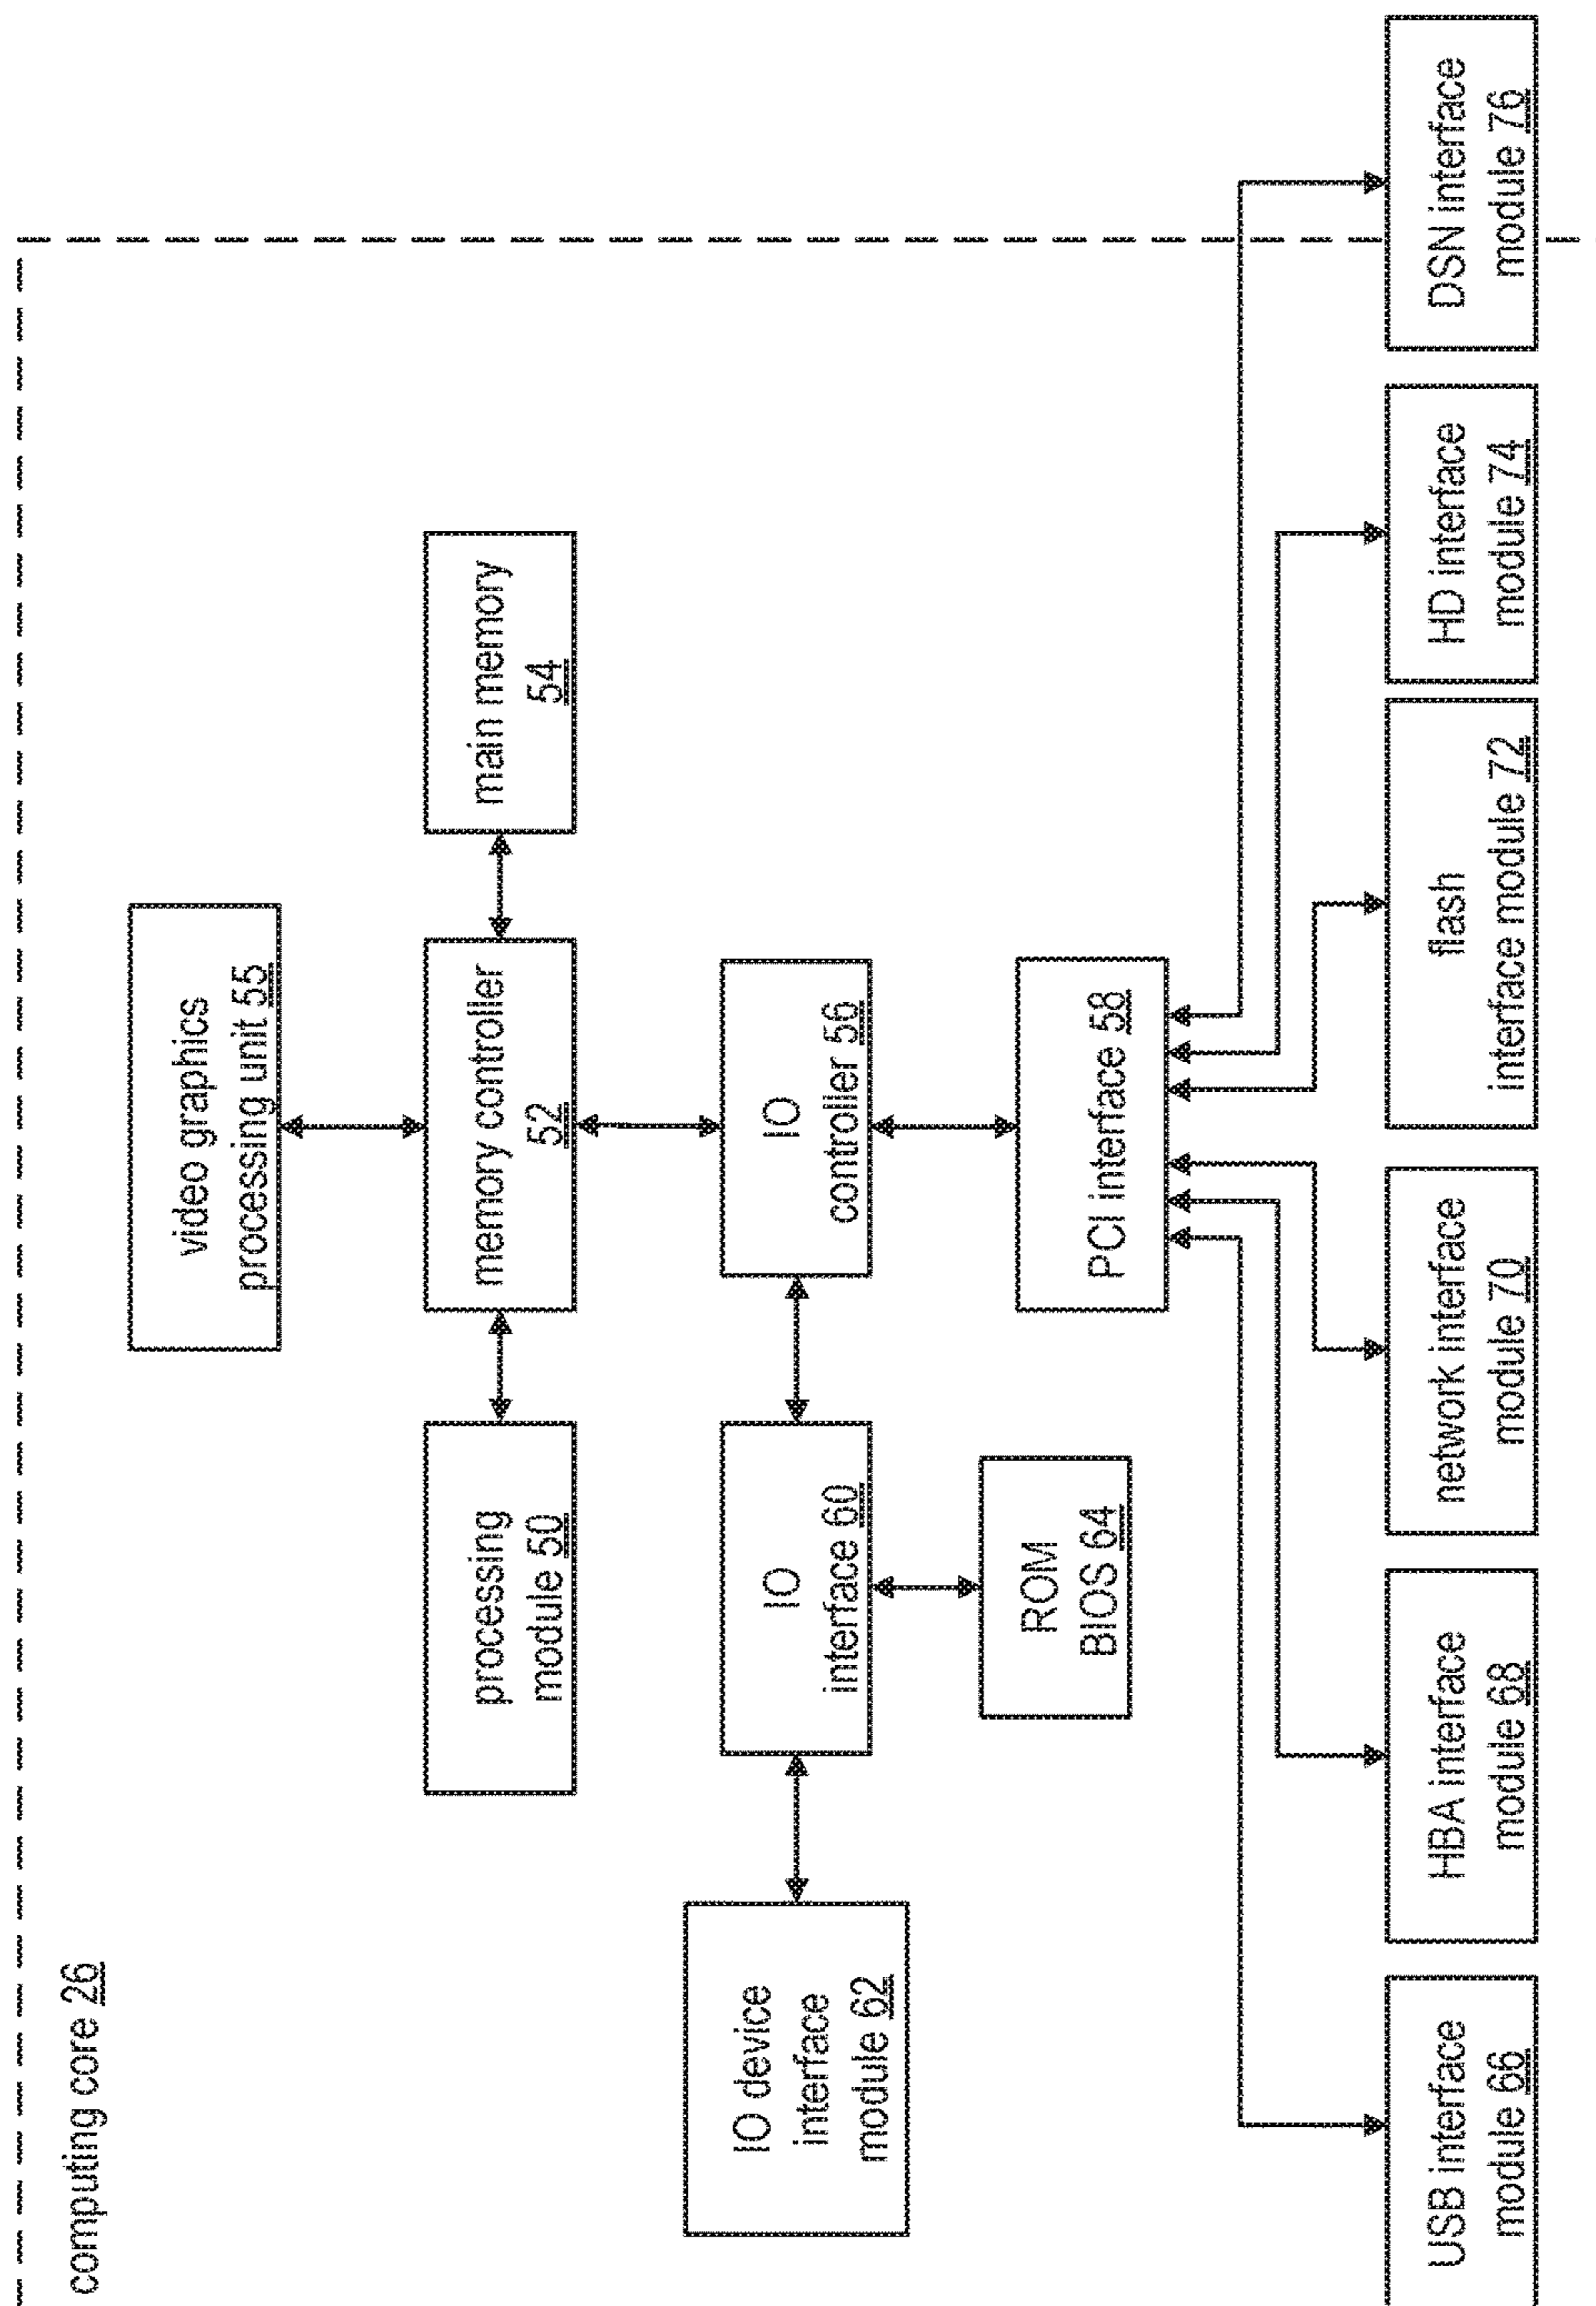 computing core 26
video graphics
processing unit 55
processing
module 50
memory controller
52
main memory
54
IO device
interface
module 62
IO
interface 60
IO
controller 56
ROM
BIOS 64
PCI interface 58
USB interface
module 66
HBA interface
module 68
network interface
module 70
flash
interface module 72
HD interface
module 74
DSN interface
module 76